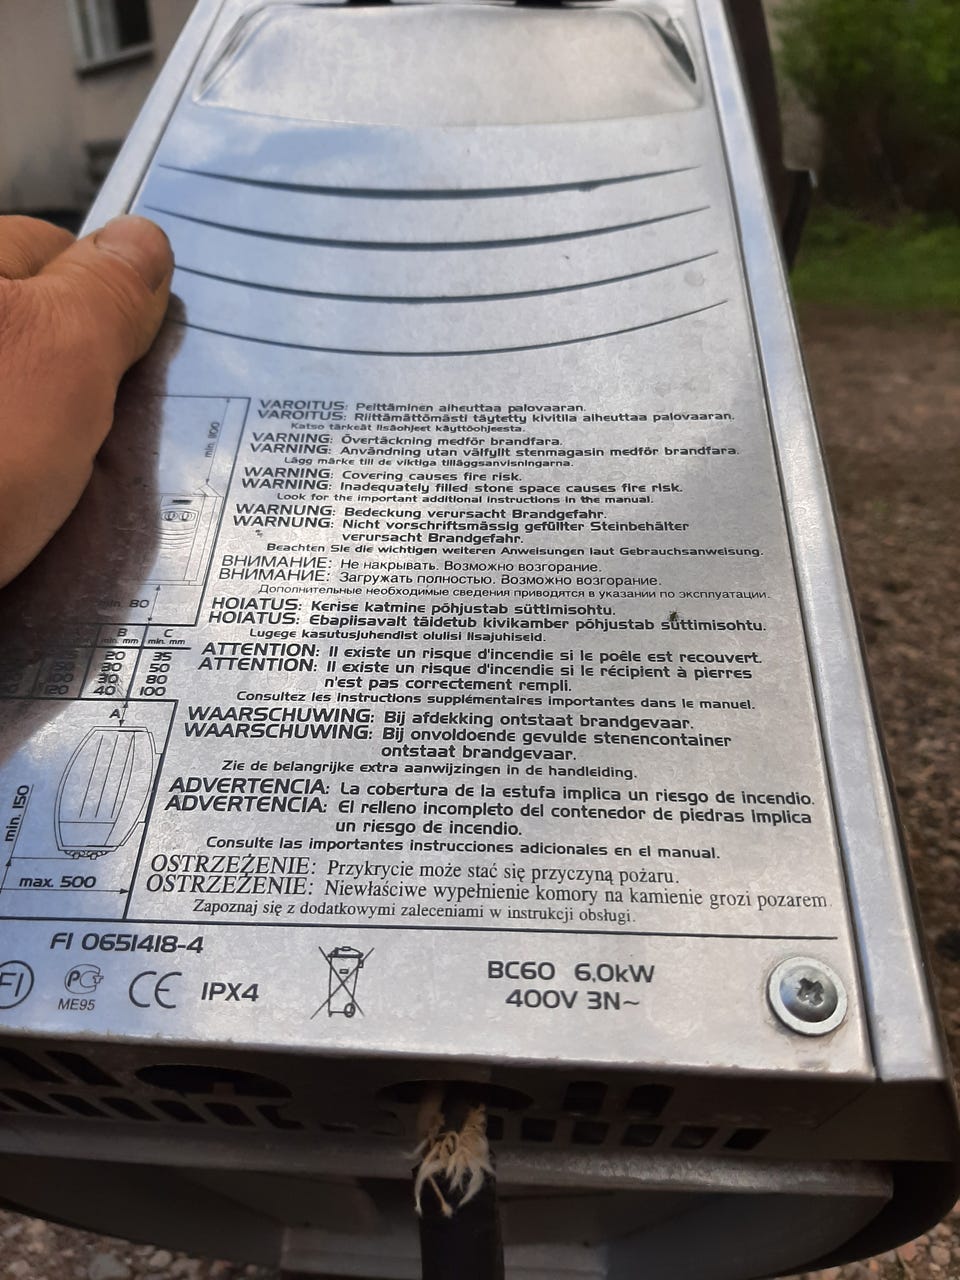 VAROITUS: Peittäminen aiheuttaa palovaaran.
VAROITUS: Riittämättömästi täytetty kivitila aiheuttaa palovaaran.
Katso tärkeät lisäohjeet käyttöohjeesta.
VARNING: Övertäckning medför brandfara.
VARNING: Användning utan välfyllt stenmagasin medför brandfara.
Lägg märke till de viktiga tilläggsanvisningarna.
WARNING: Covering causes fire risk.
WARNING: Inadequately filled stone space causes fire risk.
Look for the important additional instructions in the manual.
WARNUNG: Bedeckung verursacht Brandgefahr.
WARNUNG: Nicht vorschriftsmässig gefüllter Steinbehälter
verursacht Brandgefahr.
Beachten Sie die wichtigen weiteren Anweisungen laut Gebrauchsanweisung.
ВНИМАНИЕ: Не накрывать. Возможно возгорание.
ВНИМАНИЕ: Загружать полностью. Возможно возгорание.
Дополнительные необходимые сведения приводятся в указании по эксплуатации.
HOIATUS: Kerise katmine põhjustab süttimisohtu.
HOIATUS: Ebapiisavalt täidetub kivikamber põhjustab süttimisohtu.
Lugege kasutusjuhendist olulisi lisajuhiseid.
ATTENTION: Il existe un risque d'incendie si le poêle est recouvert.
ATTENTION: Il existe un risque d'incendie si le récipient à pierres
n'est pas correctement rempli.
Consultez les instructions supplémentaires importantes dans le manuel.
WAARSCHUWING: Bij afdekking ontstaat brandgevaar.
WAARSCHUWING: Bij onvoldoende gevulde stenencontainer
ontstaat brandgevaar.
Zie de belangrijke extra aanwijzingen in de handleiding.
ADVERTENCIA: La cobertura de la estufa implica un riesgo de incendio.
ADVERTENCIA: El relleno incompleto del contenedor de piedras implica
un riesgo de incendio.
Consulte las importantes instrucciones adicionales en el manual.
OSTRZEŻENIE: Przykrycie może stać się przyczyną pożaru.
OSTRZEŻENIE: Niewłaściwe wypełnienie komory na kamienie grozi pożarem.
Zapoznaj się z dodatkowymi zaleceniami w instrukcji obsługi.
min. 1100
min. 80
B C
min. mm min. mm
20 35
30 50
30 80
120 40 100
A
min. 150
max. 500
FI 0651418-4
FI PCT ME95 CE IPX4
BC60 6,0kW
400V 3N~